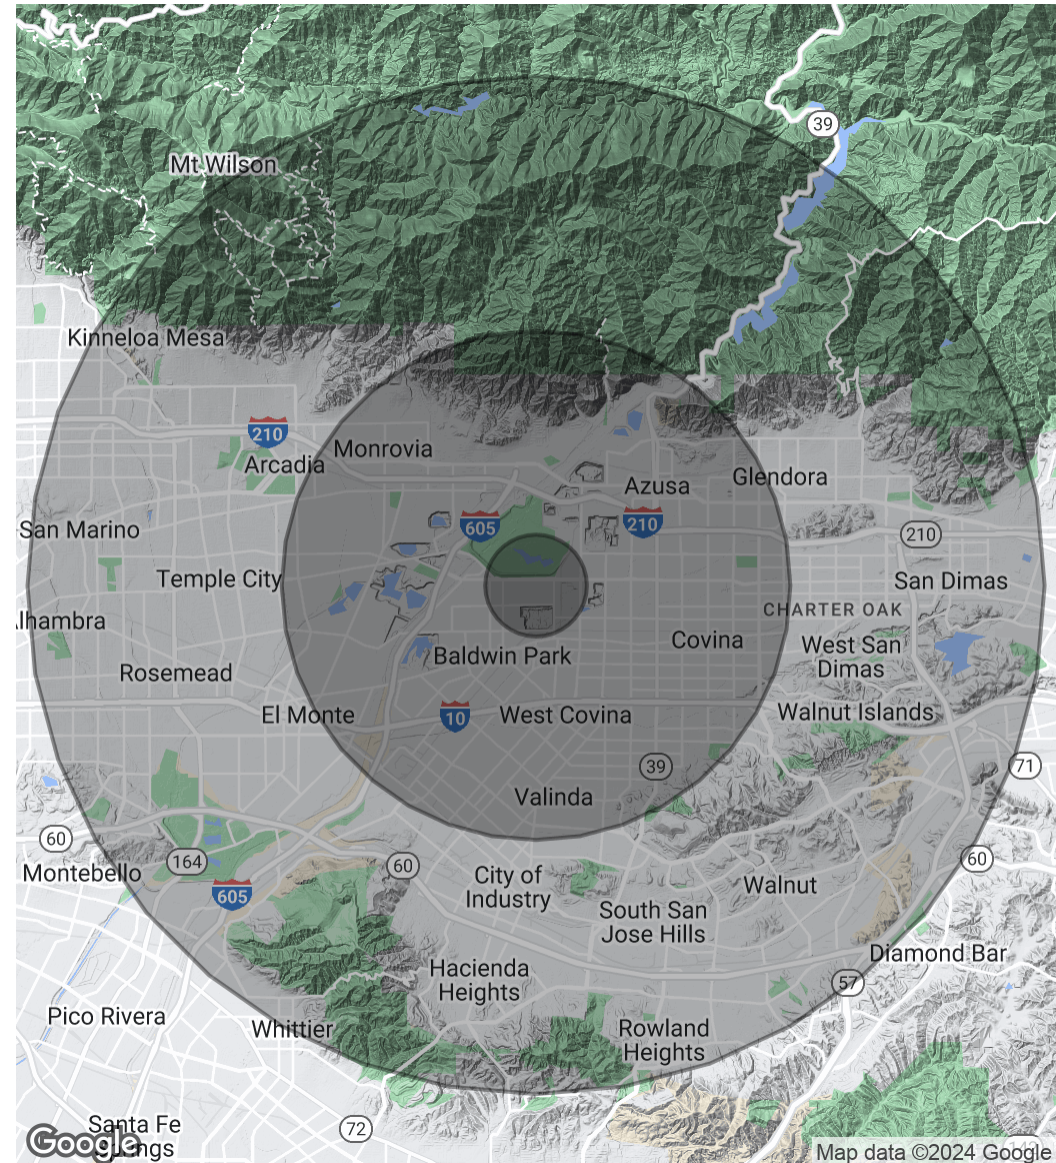 39
Mt Wilson
Kinneloa Mesa
210
Monrovia
Arcadia
Glendora
Azusa
San Marino
605
210
210
Temple City
San Dimas
CHARTER OAK
lhambra
Covina
West San
Dimas
Baldwin Park
Rosemead
El Monte
10
West Covina
Walnut Islands
39
71
Valinda
60
164
60
60
Montebello
605
City of
Industry
Walnut
South San
Jose Hills
Diamond Bar
Hacienda
Heights
57
Pico Rivera
Whittier
Rowland
Heights
72
Santa Fe
Google
ngs
142
Map data ©2024 Google